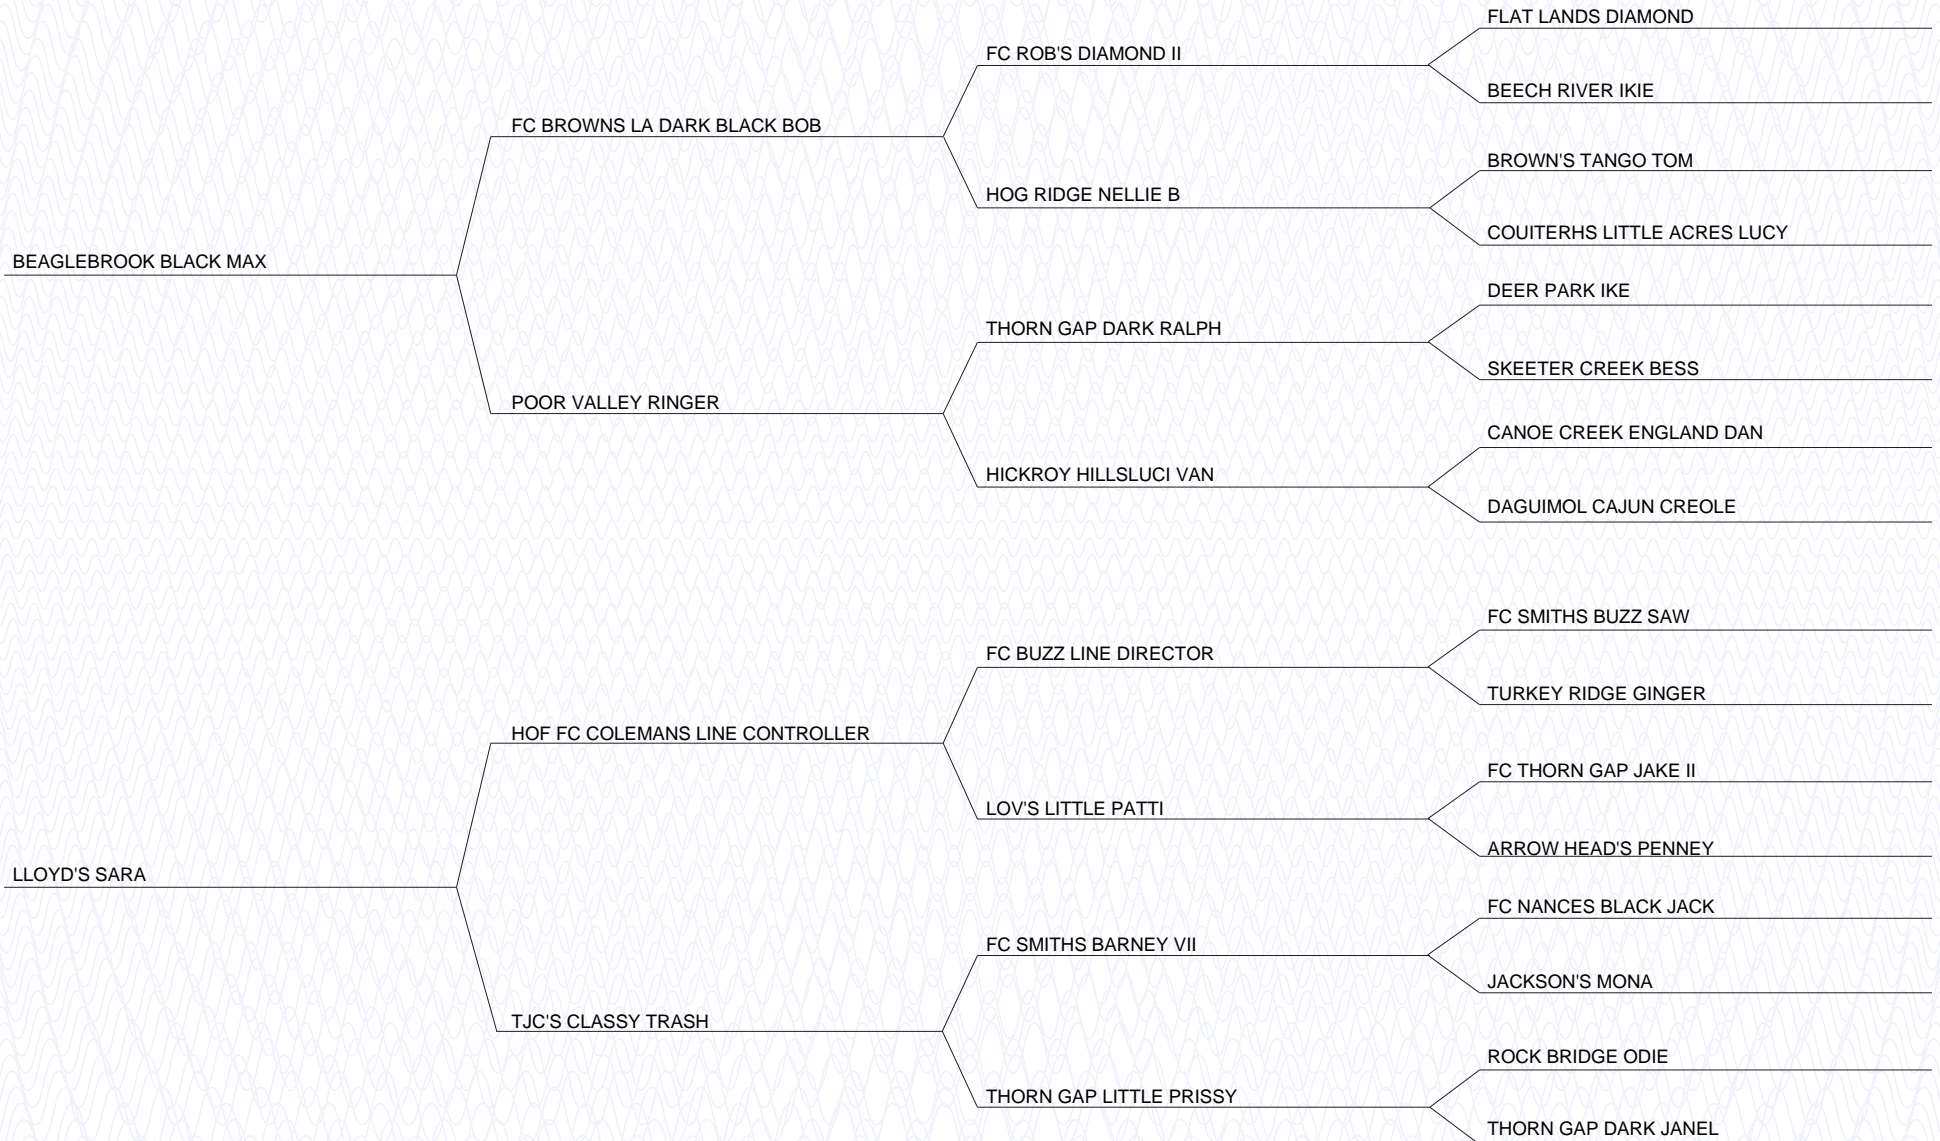 FLAT LANDS DIAMOND
FC ROB'S DIAMOND II
BEECH RIVER IKIE
FC BROWNS LA DARK BLACK BOB
BROWN'S TANGO TOM
HOG RIDGE NELLIE B
COUITERHS LITTLE ACRES LUCY
BEAGLEBROOK BLACK MAX
DEER PARK IKE
THORN GAP DARK RALPH
SKEETER CREEK BESS
POOR VALLEY RINGER
CANOE CREEK ENGLAND DAN
HICKROY HILLSLUCI VAN
DAGUIMOL CAJUN CREOLE
FC SMITHS BUZZ SAW
FC BUZZ LINE DIRECTOR
TURKEY RIDGE GINGER
HOF FC COLEMANS LINE CONTROLLER
FC THORN GAP JAKE II
LOV'S LITTLE PATTI
ARROW HEAD'S PENNEY
LLOYD'S SARA
FC NANCES BLACK JACK
FC SMITHS BARNEY VII
JACKSON'S MONA
TJC'S CLASSY TRASH
ROCK BRIDGE ODIE
THORN GAP LITTLE PRISSY
THORN GAP DARK JANEL